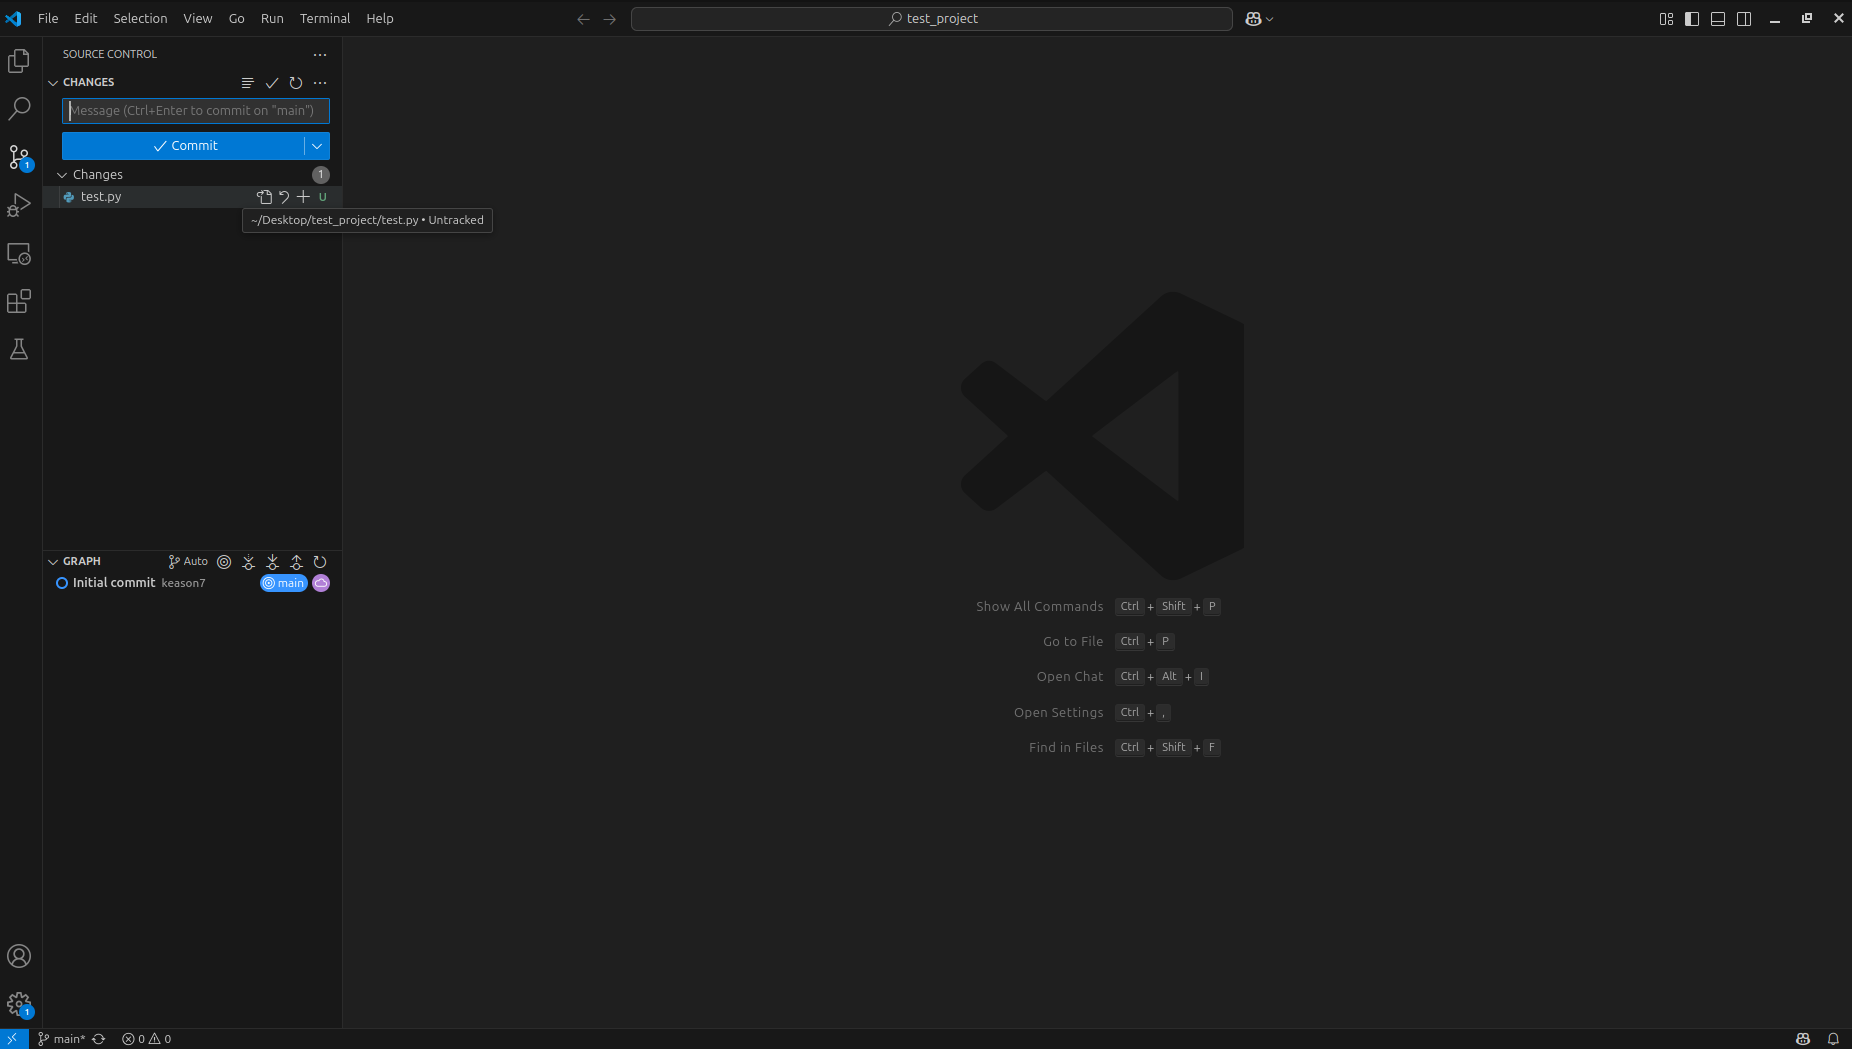 File Edit Selection View Go Run Terminal Help
test_project
SOURCE CONTROL
CHANGES
Message (Ctrl+Enter to commit on "main")
Commit
Changes 1
test.py U
~/Desktop/test_project/test.py • Untracked
1
GRAPH Auto
Initial commit keason7 main
Show All Commands Ctrl + Shift + P
Go to File Ctrl + P
Open Chat Ctrl + Alt + I
Open Settings Ctrl + ,
Find in Files Ctrl + Shift + F
1
main* 0 0